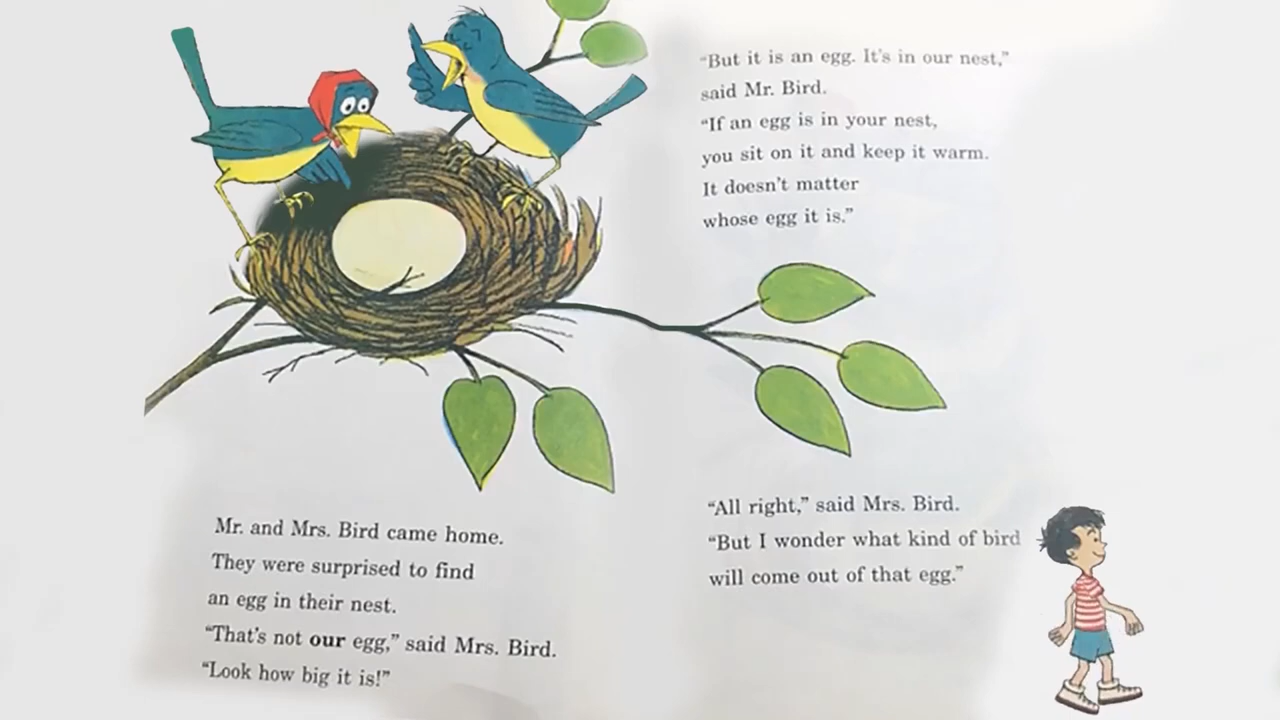 Mr. and Mrs. Bird came home.
They were surprised to find
an egg in their nest.
“That’s not our egg,” said Mrs. Bird.
“Look how big it is!”
“But it is an egg. It’s in our nest,”
said Mr. Bird.
“If an egg is in your nest,
you sit on it and keep it warm.
It doesn’t matter
whose egg it is.”
“All right,” said Mrs. Bird.
“But I wonder what kind of bird
will come out of that egg.”